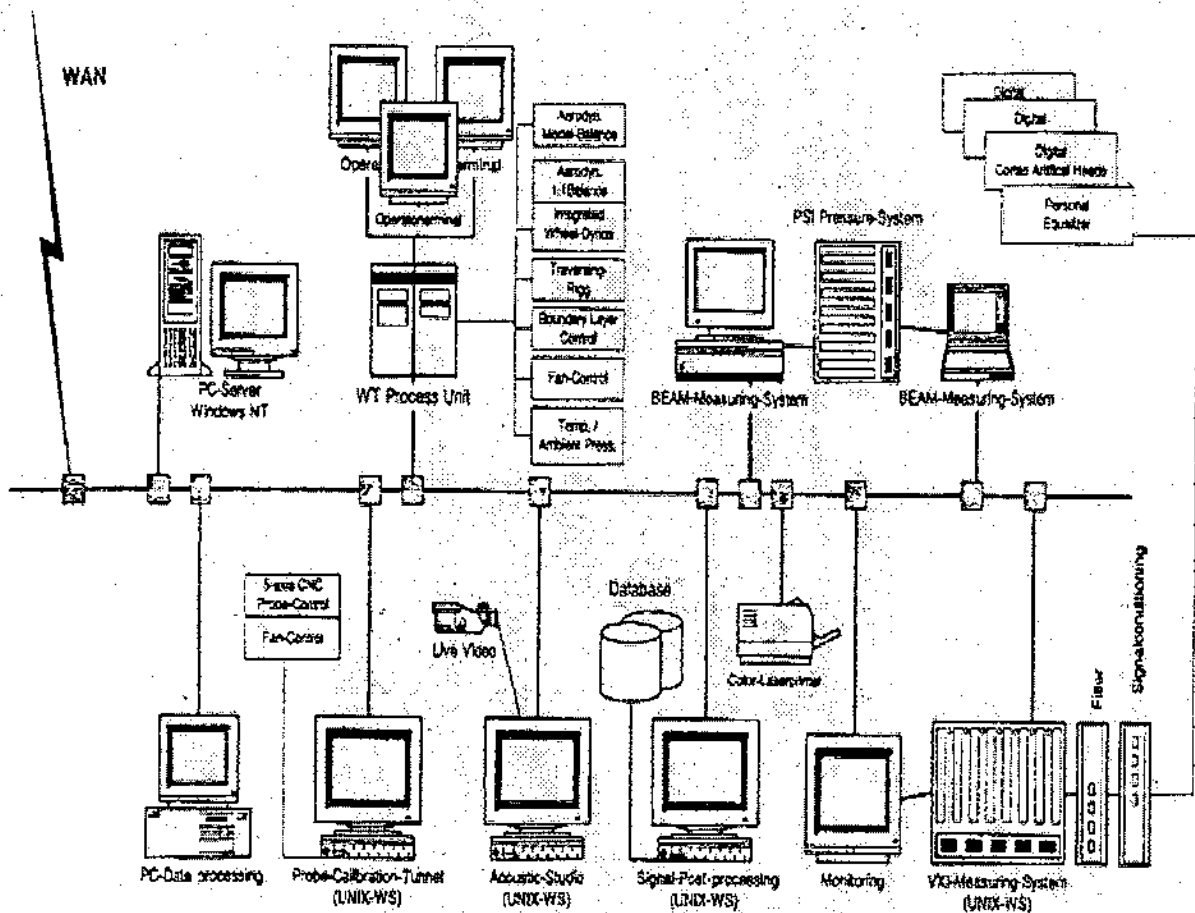 WAN
Aerodyn.
Model-Balance
Aerodyn.
1:1 Balance
Integrated
Wheel-Dynos
Traversing-
Rigg
Boundary Layer
Control
Fan-Control
Temp. /
Ambient Press.
Operatorterminal
Digital
Digital
Digital
Cortex Artifical Heads
Personal
Equalizer
PSI Pressure-System
PC-Server
Windows NT
WT Process Unit
BEAM-Measuring-System
BEAM-Measuring-System
5-axis CNC
Probe-Control
Fan-Control
Live Video
Database
Color-Laserprinter
Filter
PC-Data processing
Probe-Calibration-Tunnel
(UNIX-WS)
Acoustic-Studio
(UNIX-WS)
Signal-Post-processing
(UNIX-WS)
Monitoring
VXI-Measuring-System
(UNIX-WS)